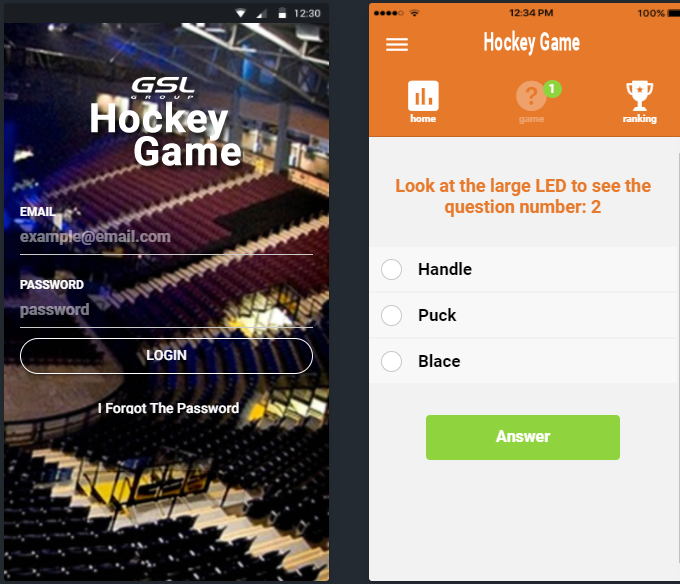 12:30
GSL
GROUP
Hockey
Game
EMAIL
example@email.com
PASSWORD
password
LOGIN
I Forgot The Password
12:34 PM
100%
Hockey Game
?
1
home
game
ranking
Look at the large LED to see the
question number: 2
Handle
Puck
Blace
Answer